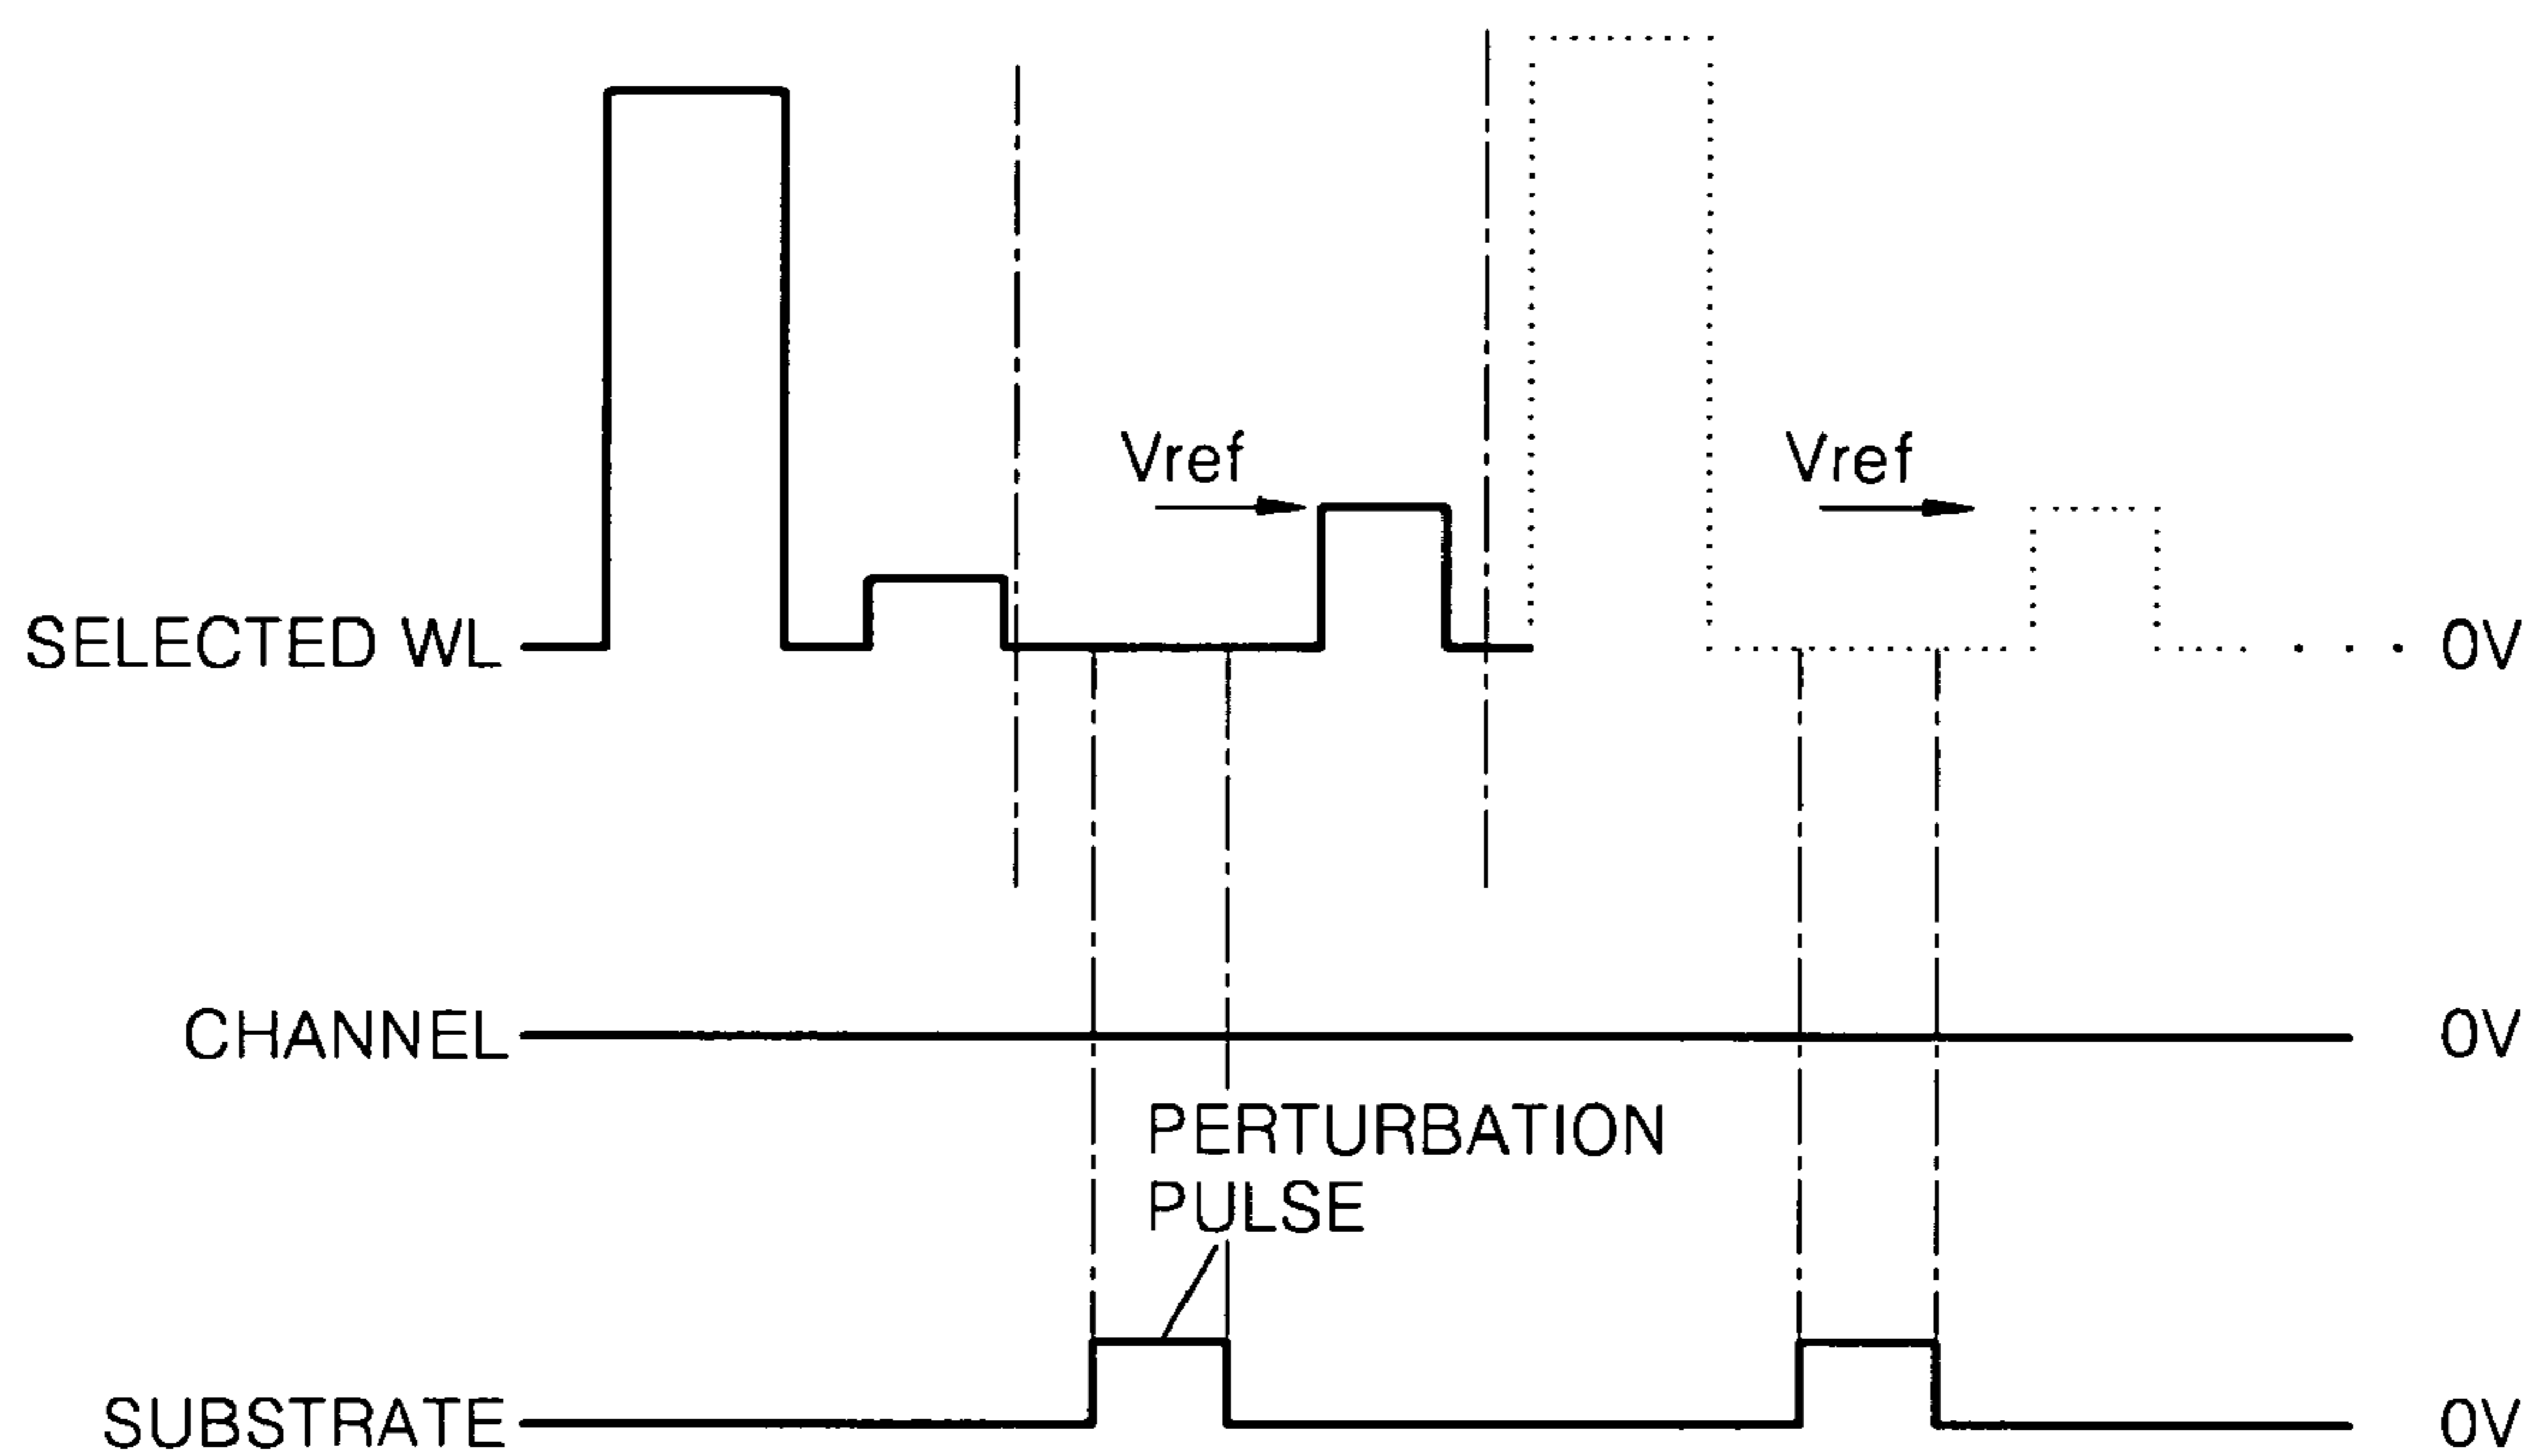 Vref
Vref
SELECTED WL
0V
CHANNEL
0V
PERTURBATION
PULSE
SUBSTRATE
0V